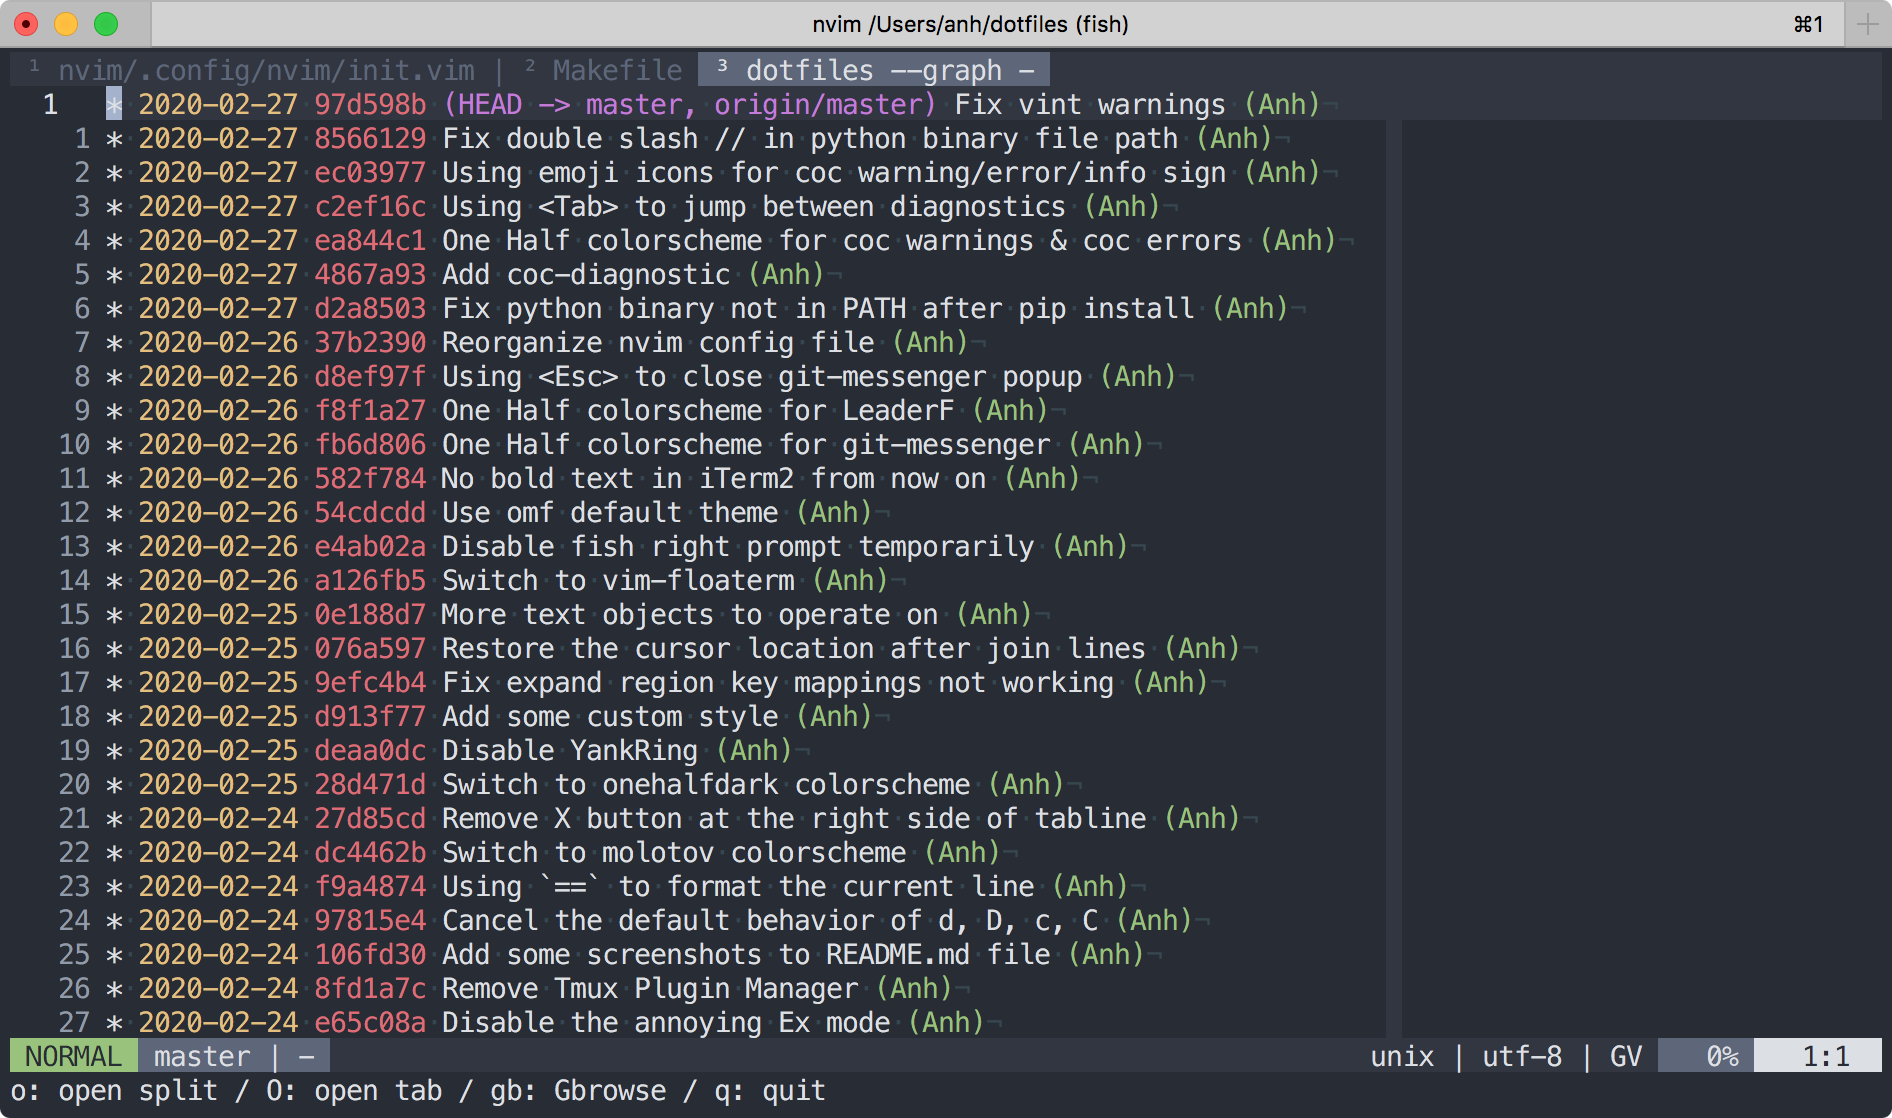 nvim /Users/anh/dotfiles (fish) ⌘1 +
¹ nvim/.config/nvim/init.vim | ² Makefile ³ dotfiles --graph -
1 * 2020-02-27 97d598b (HEAD -> master, origin/master) Fix vint warnings (Anh)¬
1 * 2020-02-27 8566129 Fix double slash // in python binary file path (Anh)¬
2 * 2020-02-27 ec03977 Using emoji icons for coc warning/error/info sign (Anh)¬
3 * 2020-02-27 c2ef16c Using <Tab> to jump between diagnostics (Anh)¬
4 * 2020-02-27 ea844c1 One Half colorscheme for coc warnings & coc errors (Anh)¬
5 * 2020-02-27 4867a93 Add coc-diagnostic (Anh)¬
6 * 2020-02-27 d2a8503 Fix python binary not in PATH after pip install (Anh)¬
7 * 2020-02-26 37b2390 Reorganize nvim config file (Anh)¬
8 * 2020-02-26 d8ef97f Using <Esc> to close git-messenger popup (Anh)¬
9 * 2020-02-26 f8f1a27 One Half colorscheme for LeaderF (Anh)¬
10 * 2020-02-26 fb6d806 One Half colorscheme for git-messenger (Anh)¬
11 * 2020-02-26 582f784 No bold text in iTerm2 from now on (Anh)¬
12 * 2020-02-26 54cdcdd Use omf default theme (Anh)¬
13 * 2020-02-26 e4ab02a Disable fish right prompt temporarily (Anh)¬
14 * 2020-02-26 a126fb5 Switch to vim-floaterm (Anh)¬
15 * 2020-02-25 0e188d7 More text objects to operate on (Anh)¬
16 * 2020-02-25 076a597 Restore the cursor location after join lines (Anh)¬
17 * 2020-02-25 9efc4b4 Fix expand region key mappings not working (Anh)¬
18 * 2020-02-25 d913f77 Add some custom style (Anh)¬
19 * 2020-02-25 deaa0dc Disable YankRing (Anh)¬
20 * 2020-02-25 28d471d Switch to onehalfdark colorscheme (Anh)¬
21 * 2020-02-24 27d85cd Remove X button at the right side of tabline (Anh)¬
22 * 2020-02-24 dc4462b Switch to molotov colorscheme (Anh)¬
23 * 2020-02-24 f9a4874 Using `==` to format the current line (Anh)¬
24 * 2020-02-24 97815e4 Cancel the default behavior of d, D, c, C (Anh)¬
25 * 2020-02-24 106fd30 Add some screenshots to README.md file (Anh)¬
26 * 2020-02-24 8fd1a7c Remove Tmux Plugin Manager (Anh)¬
27 * 2020-02-24 e65c08a Disable the annoying Ex mode (Anh)¬
NORMAL master | - unix | utf-8 | GV 0% 1:1
o: open split / O: open tab / gb: Gbrowse / q: quit